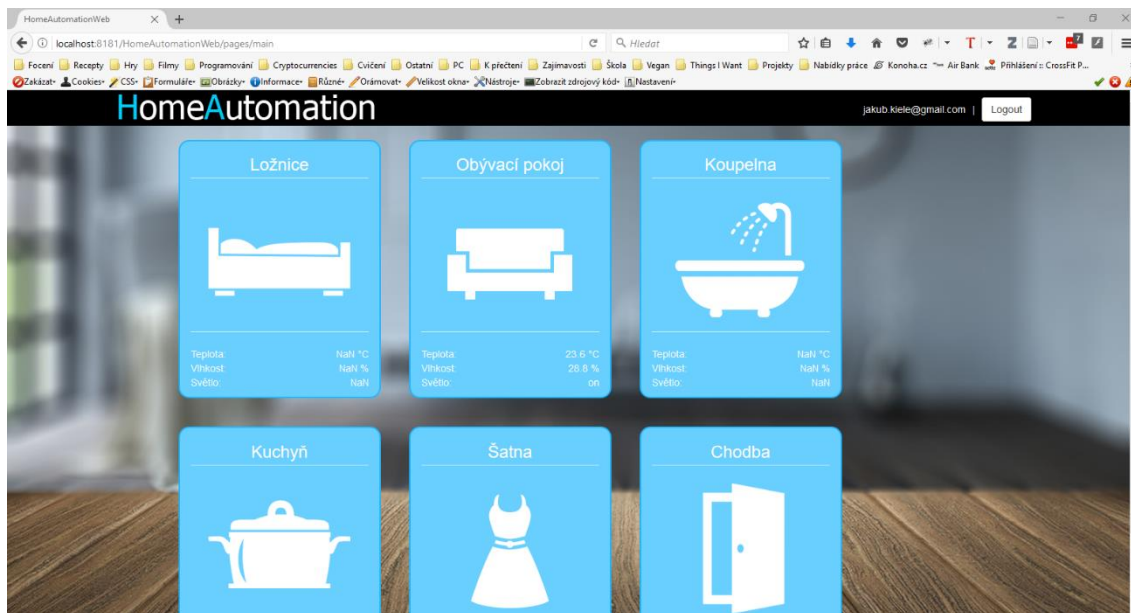 HomeAutomationWeb
localhost:8181/HomeAutomationWeb/pages/main
Hledat
Focení Recepty Hry Filmy Programování Cryptocurrencies Cvičení Ostatní PC K přečtení Zajímavosti Škola Vegan Things I Want Projekty Nabídky práce Konoha.cz Air Bank Přihlášení :: CrossFit P...
Zakázat Cookies CSS Formuláře Obrázky Informace Různé Orámovat Velikost okna Nástroje Zobrazit zdrojový kód Nastavení
HomeAutomation
jakub.kiele@gmail.com | Logout
Ložnice Obývací pokoj Koupelna
Teplota: NaN °C Teplota: 23.6 °C Teplota: NaN °C
Vlhkost: NaN % Vlhkost: 28.8 % Vlhkost: NaN %
Světlo: NaN Světlo: on Světlo: NaN
Kuchyň Šatna Chodba